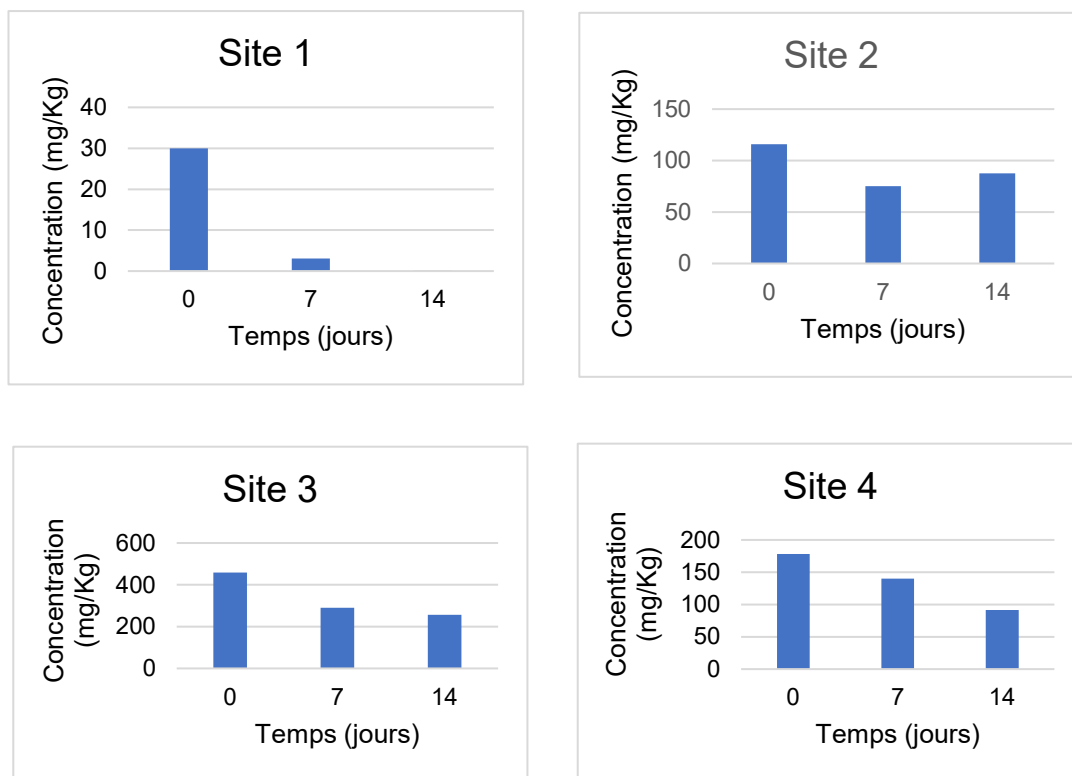 Site 1
Concentration (mg/Kg)
40
30
20
10
0
0 7 14
Temps (jours)
Site 2
Concentration (mg/Kg)
150
100
50
0
0 7 14
Temps (jours)
Site 3
Concentration
(mg/Kg)
600
400
200
0
0 7 14
Temps (jours)
Site 4
Concentration
(mg/Kg)
200
150
100
50
0
0 7 14
Temps (jours)